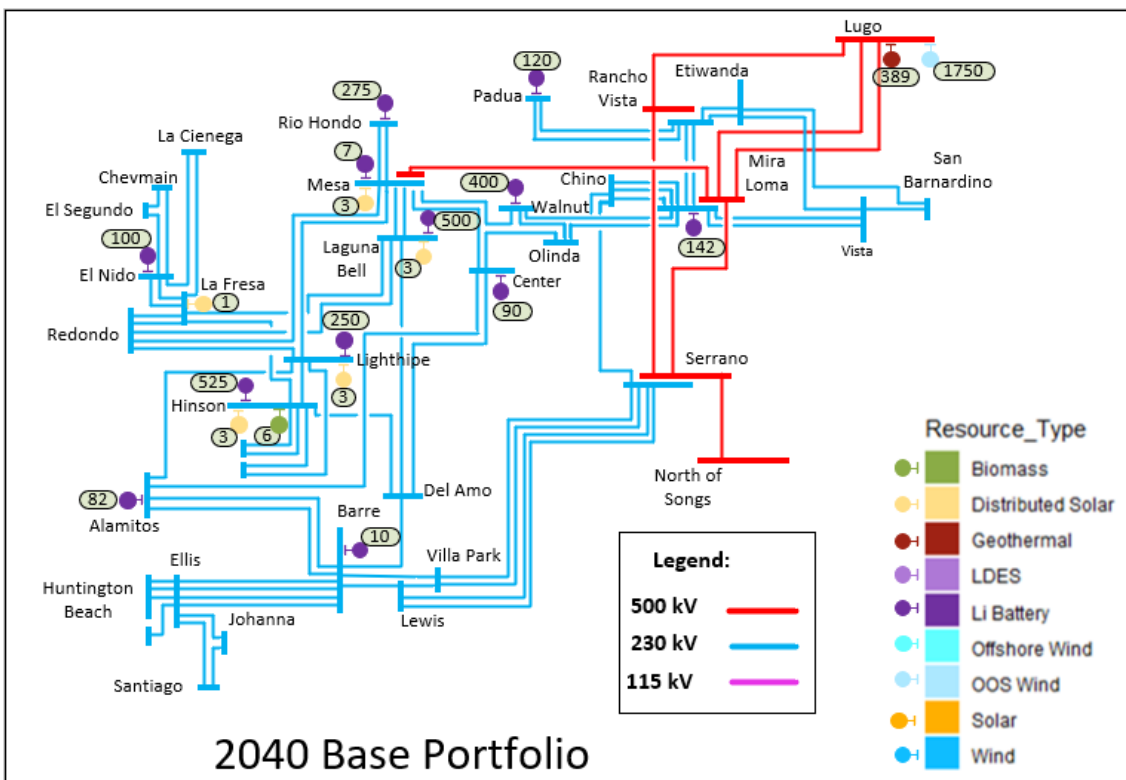 Lugo
389
1750
120
Padua
Rancho
Vista
Etiwanda
275
Rio Hondo
La Cienega
7
Mesa
3
Chevmain
El Segundo
100
El Nido
La Fresa
1
Redondo
400
Walnut
Chino
Mira
Loma
San
Barnardino
142
Vista
Olinda
500
Laguna
Bell
3
Center
90
250
Lighthipe
3
525
Hinson
3
6
Serrano
North of
Songs
82
Alamitos
Del Amo
Barre
10
Villa Park
Lewis
Ellis
Huntington
Beach
Johanna
Santiago
Legend:
500 kV
230 kV
115 kV
Resource_Type
Biomass
Distributed Solar
Geothermal
LDES
Li Battery
Offshore Wind
OOS Wind
Solar
Wind
2040 Base Portfolio